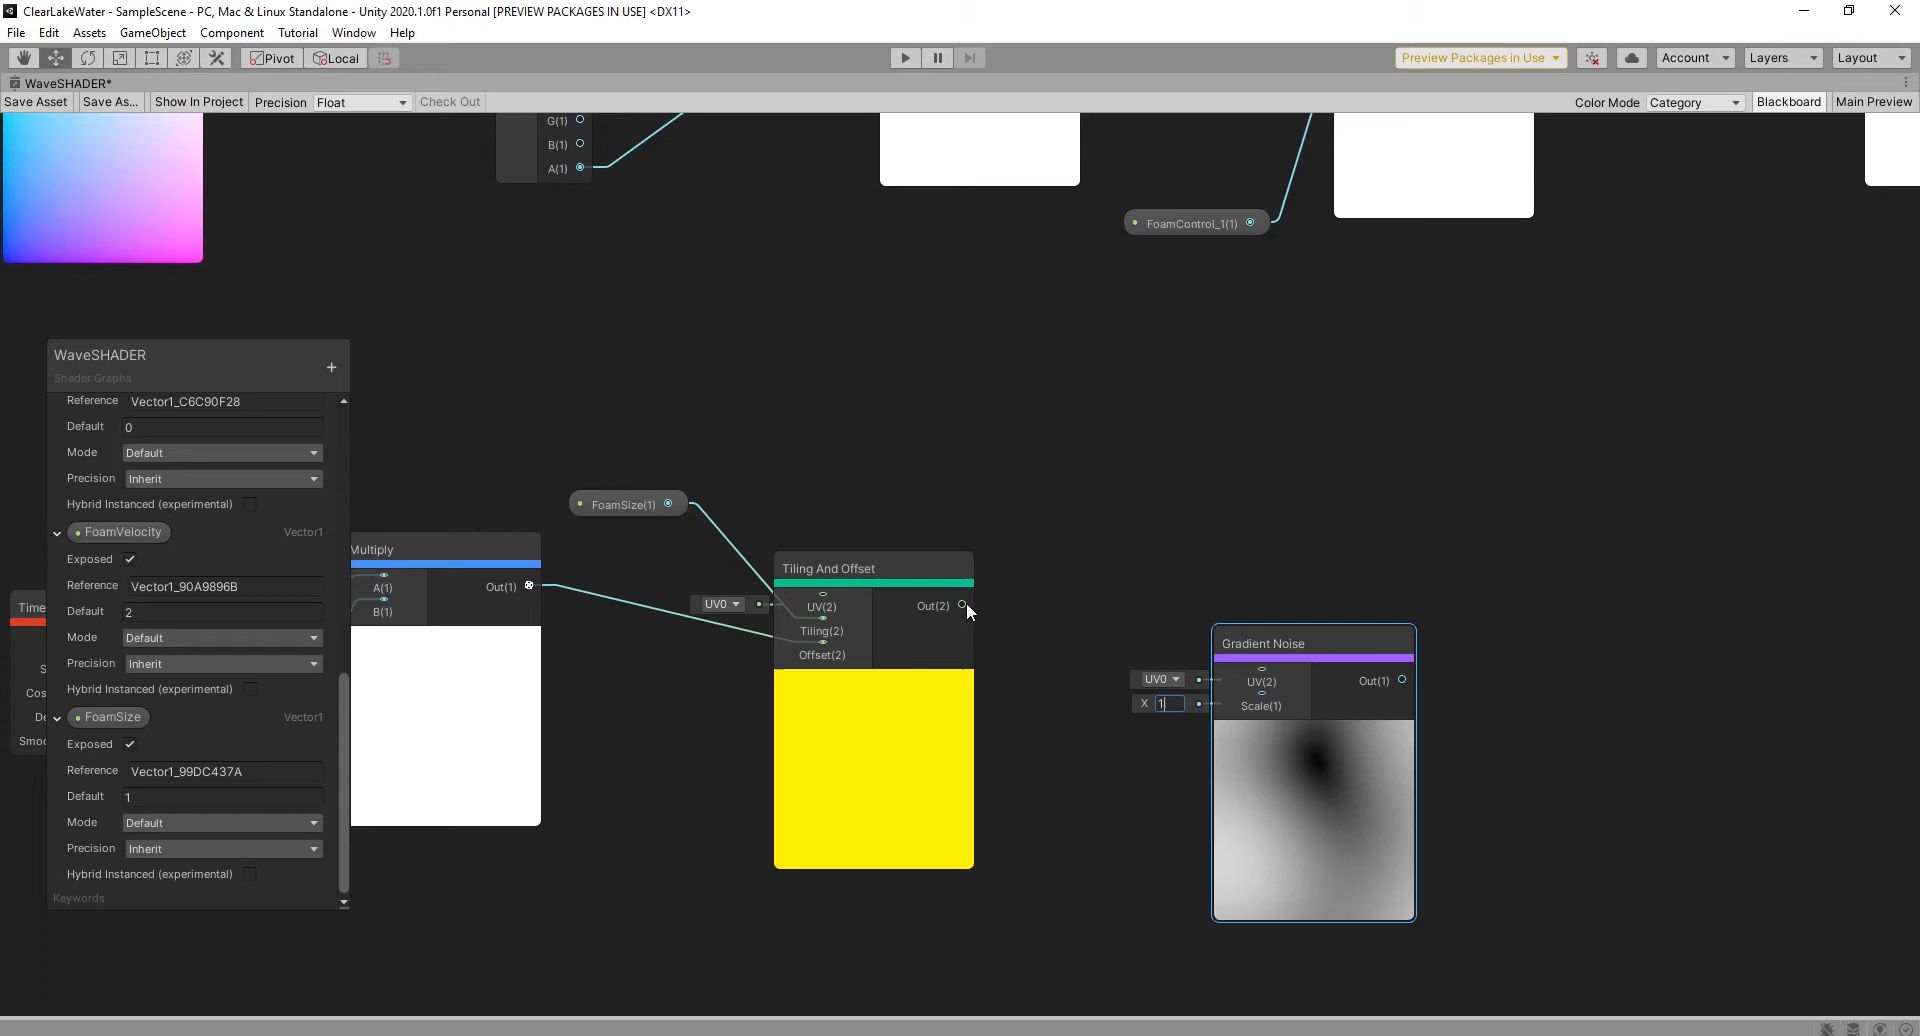 ClearLakeWater - SampleScene - PC, Mac & Linux Standalone - Unity 2020.1.0f1 Personal [PREVIEW PACKAGES IN USE] <DX11>
File Edit Assets GameObject Component Tutorial Window Help
Pivot Local Preview Packages in Use Account Layers Layout
WaveSHADER*
Save Asset Save As... Show In Project Precision Float Check Out Color Mode Category Blackboard Main Preview
G(1)
B(1)
A(1)
FoamControl_1(1)
WaveSHADER
Shader Graphs
+
Reference Vector1_C6C90F28
Default 0
Mode Default
Precision Inherit
Hybrid Instanced (experimental)
FoamVelocity Vector1
Exposed
Reference Vector1_90A9896B
Default 2
Mode Default
Precision Inherit
Hybrid Instanced (experimental)
FoamSize Vector1
Exposed
Reference Vector1_99DC437A
Default 1
Mode Default
Precision Inherit
Hybrid Instanced (experimental)
Keywords
Time
S
Cos
De
Smoo
Multiply
A(1)
B(1)
Out(1)
FoamSize(1)
Tiling And Offset
UV0
UV(2)
Tiling(2)
Offset(2)
Out(2)
Gradient Noise
UV0
X 1
UV(2)
Scale(1)
Out(1)